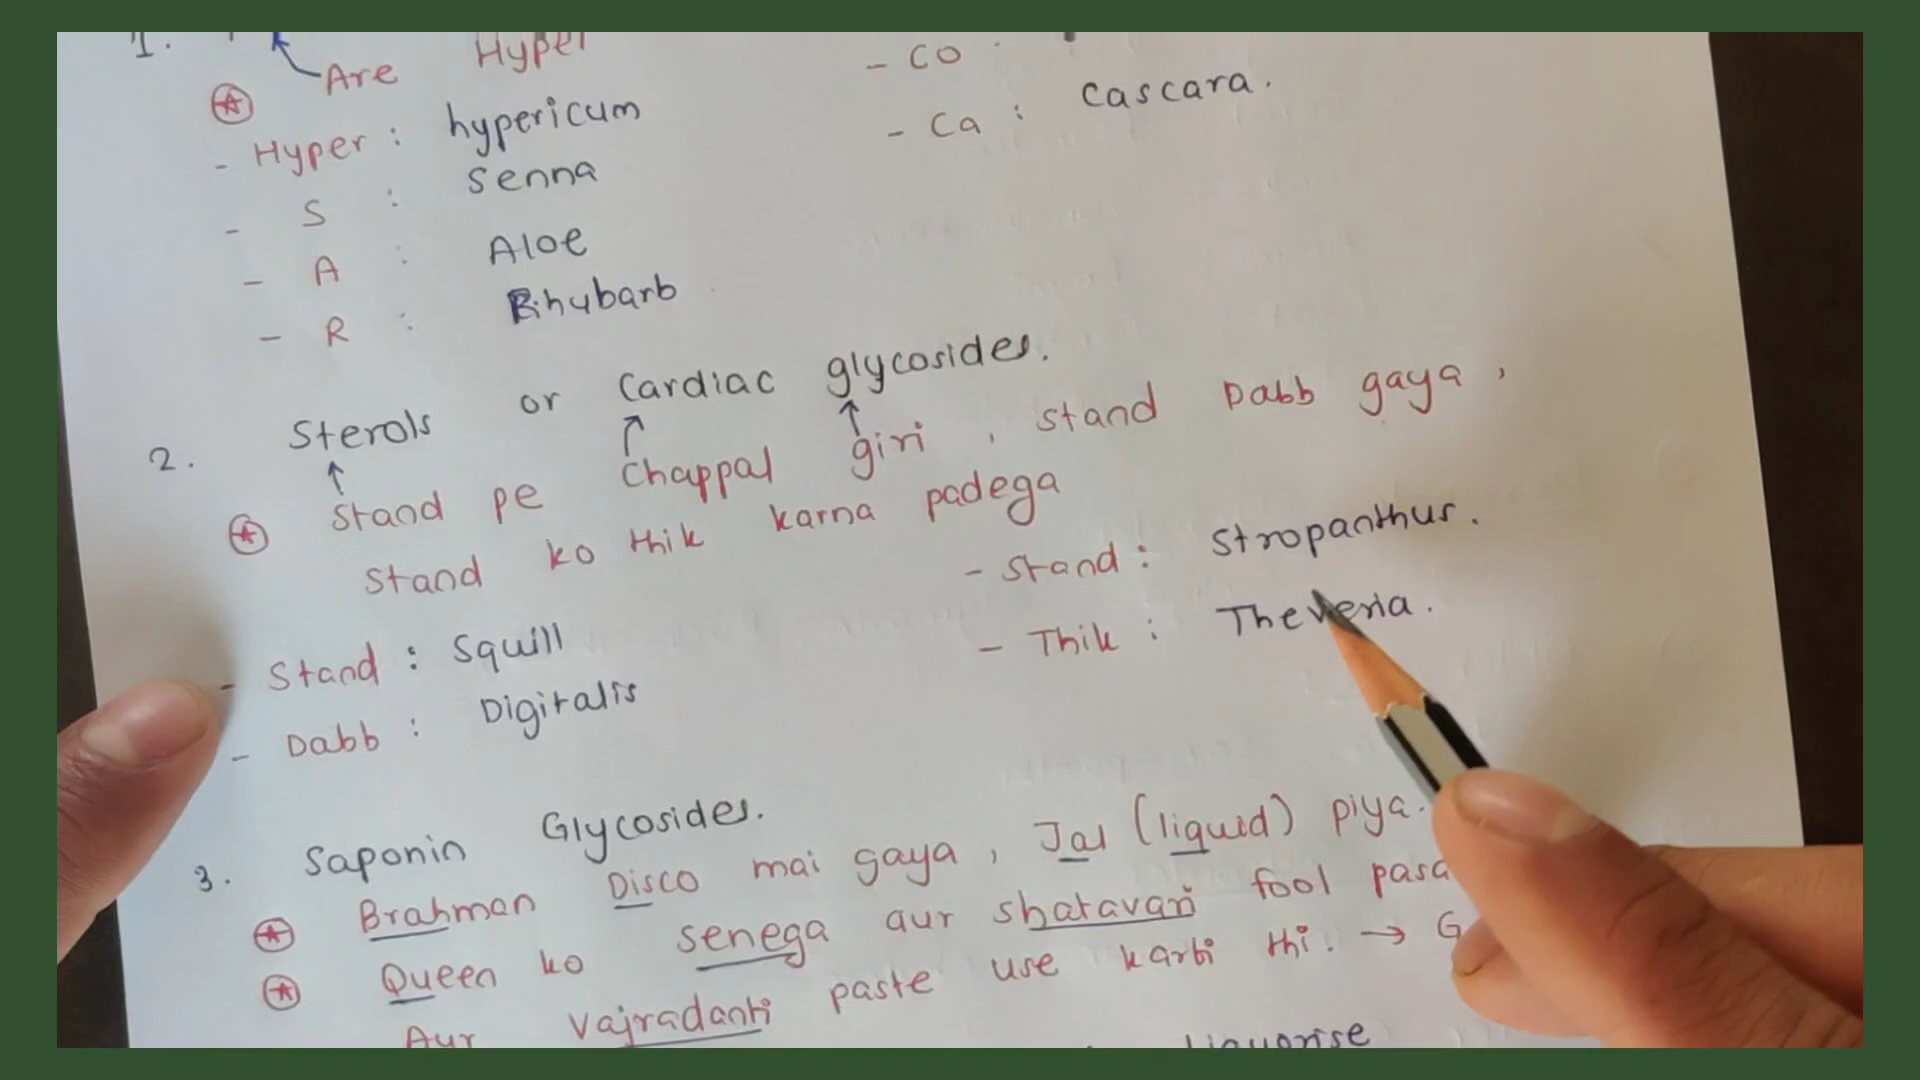 1.
Are Hyper
- Hyper : hypericum
- S : Senna
- A : Aloe
- R : Rhubarb
- CO :
- Ca : Cascara.
2. Sterols or Cardiac glycosides.
Stand pe Chappal giri , stand Dabb gaya ,
Stand ko thik karna padega
- Stand : Squill
- Dabb : Digitalis
- Stand : Stropanthus.
- Thik : Theveria.
3. Saponin Glycosides.
Brahman Disco mai gaya , Jal (liquid) piya.
Queen ko senega aur shatavari fool pasa
Aur vajradanti paste use karti thi. → G